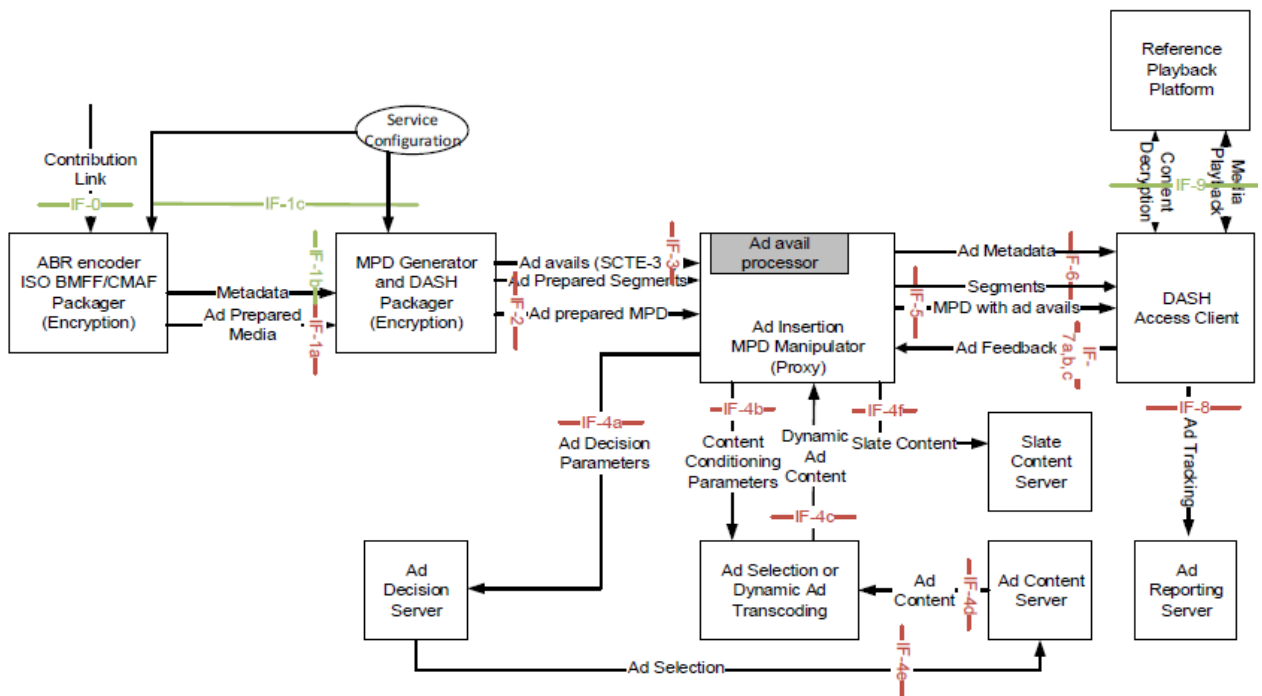 Reference
Playback
Platform
Service
Configuration
Contribution
Link
IF-0
IF-1c
Content
Decryption
Media
Playback
IF-9
ABR encoder
ISO BMFF/CMAF
Packager
(Encryption)
IF-1b
Metadata
Ad Prepared
Media
IF-1a
MPD Generator
and DASH
Packager
(Encryption)
IF-3
Ad avails (SCTE-3
Ad Prepared Segments
IF-2
Ad prepared MPD
Ad avail
processor
Ad Insertion
MPD Manipulator
(Proxy)
Ad Metadata
IF-6
Segments
IF-5
MPD with ad avails
Ad Feedback
IF-
7a,b,c
DASH
Access Client
IF-4a
Ad Decision
Parameters
IF-4b
Content
Conditioning
Parameters
Dynamic
Ad
Content
IF-4c
IF-4f
Slate Content
Slate
Content
Server
IF-8
Ad Tracking
Ad
Decision
Server
Ad Selection or
Dynamic Ad
Transcoding
Ad
Content
IF-4d
Ad Content
Server
Ad
Reporting
Server
Ad Selection
IF-4e